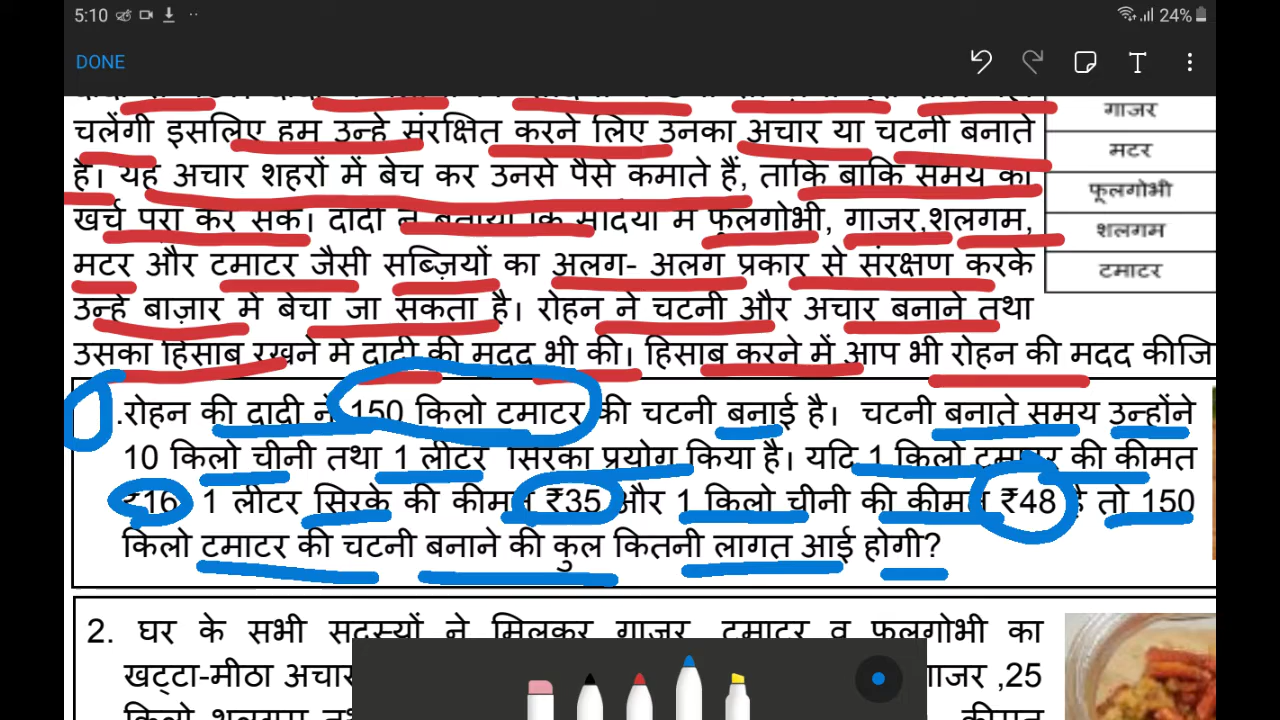 5:10
24%
DONE
गाजर
मटर
फूलगोभी
शलगम
टमाटर
चलेंगी इसलिए हम उन्हे संरक्षित करने लिए उनका अचार या चटनी बनाते
है। यह अचार शहरों में बेच कर उनसे पैसे कमाते हैं, ताकि बाकि समय का
खर्च पूरा कर सकें। दादी ने बताया कि सर्दियों में फूलगोभी, गाजर,शलगम,
मटर और टमाटर जैसी सब्ज़ियों का अलग- अलग प्रकार से संरक्षण करके
उन्हे बाज़ार में बेचा जा सकता है। रोहन ने चटनी और अचार बनाने तथा
उसका हिसाब रखने में दादी की मदद भी की। हिसाब करने में आप भी रोहन की मदद कीजि
.रोहन की दादी ने 150 किलो टमाटर की चटनी बनाई है। चटनी बनाते समय उन्होंने
10 किलो चीनी तथा 1 लीटर सिरका प्रयोग किया है। यदि 1 किलो टमाटर की कीमत
₹16 1 लीटर सिरके की कीमत ₹35 और 1 किलो चीनी की कीमत ₹48 है तो 150
किलो टमाटर की चटनी बनाने की कुल कितनी लागत आई होगी?
2. घर के सभी सदस्यों ने मिलकर गाजर, टमाटर व फूलगोभी का
खट्टा-मीठा अचार गाजर ,25
किलो शलगम तथा कीमत